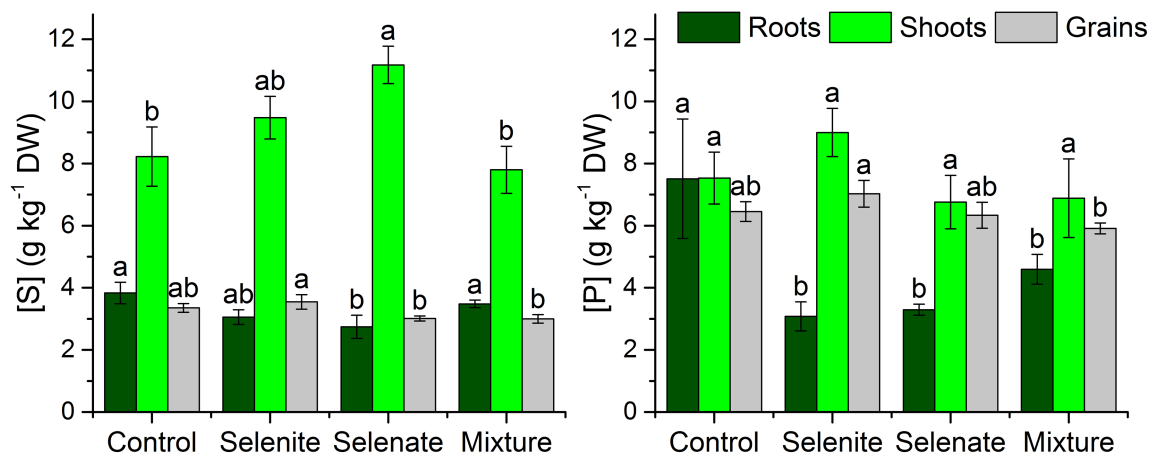 [S] (g kg⁻¹ DW)
12
10
8
6
4
2
0
a
b
ab
ab
ab
a
b
a
b
a
b
b
Control Selenite Selenate Mixture
Roots Shoots Grains
[P] (g kg⁻¹ DW)
12
10
8
6
4
2
0
a
a
ab
b
a
a
b
a
ab
b
a
b
Control Selenite Selenate Mixture